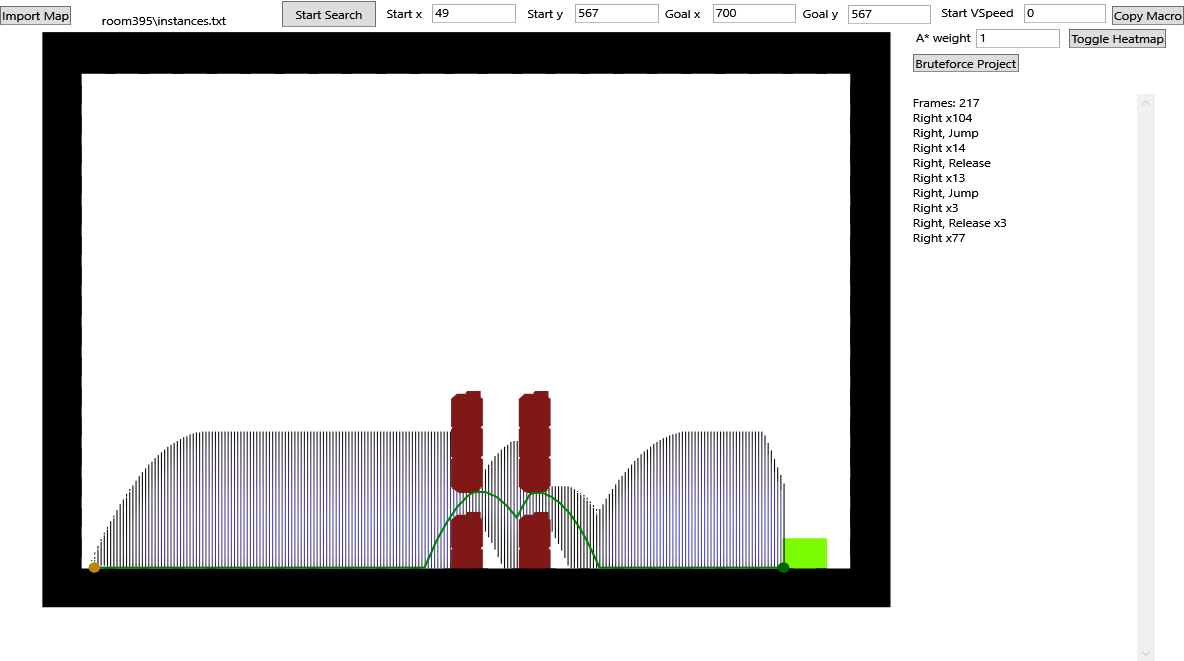 Import Map room395\instances.txt Start Search Start x 49 Start y 567 Goal x 700 Goal y 567 Start VSpeed 0 Copy Macro
A* weight 1 Toggle Heatmap
Bruteforce Project
Frames: 217
Right x104
Right, Jump
Right x14
Right, Release
Right x13
Right, Jump
Right x3
Right, Release x3
Right x77